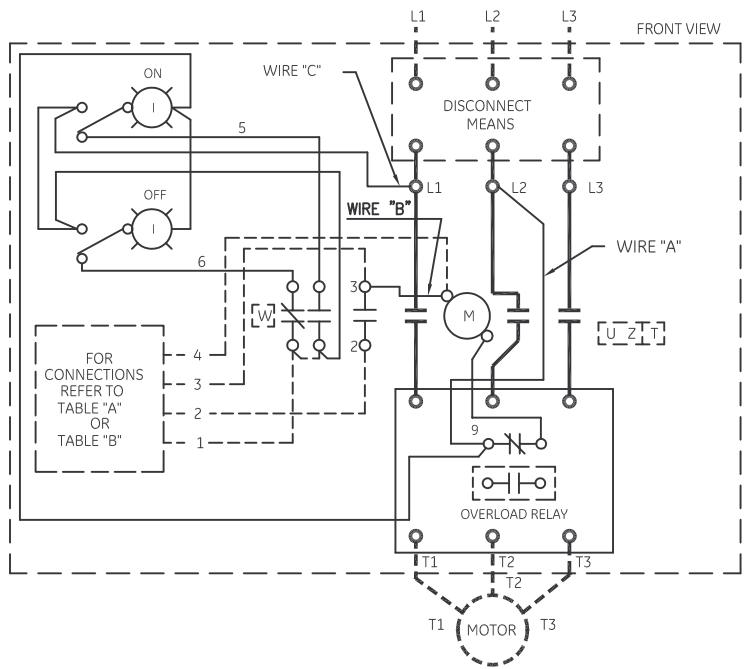 L1 L2 L3
FRONT VIEW
ON
WIRE "C"
I
DISCONNECT
MEANS
5
L1 L2 L3
OFF
WIRE "B"
I
WIRE "A"
6
3
W
M
U Z T
FOR
CONNECTIONS
REFER TO
TABLE "A"
OR
TABLE "B"
4
3
2
1
2
9
OVERLOAD RELAY
T1 T2 T3
T2
T1 MOTOR T3